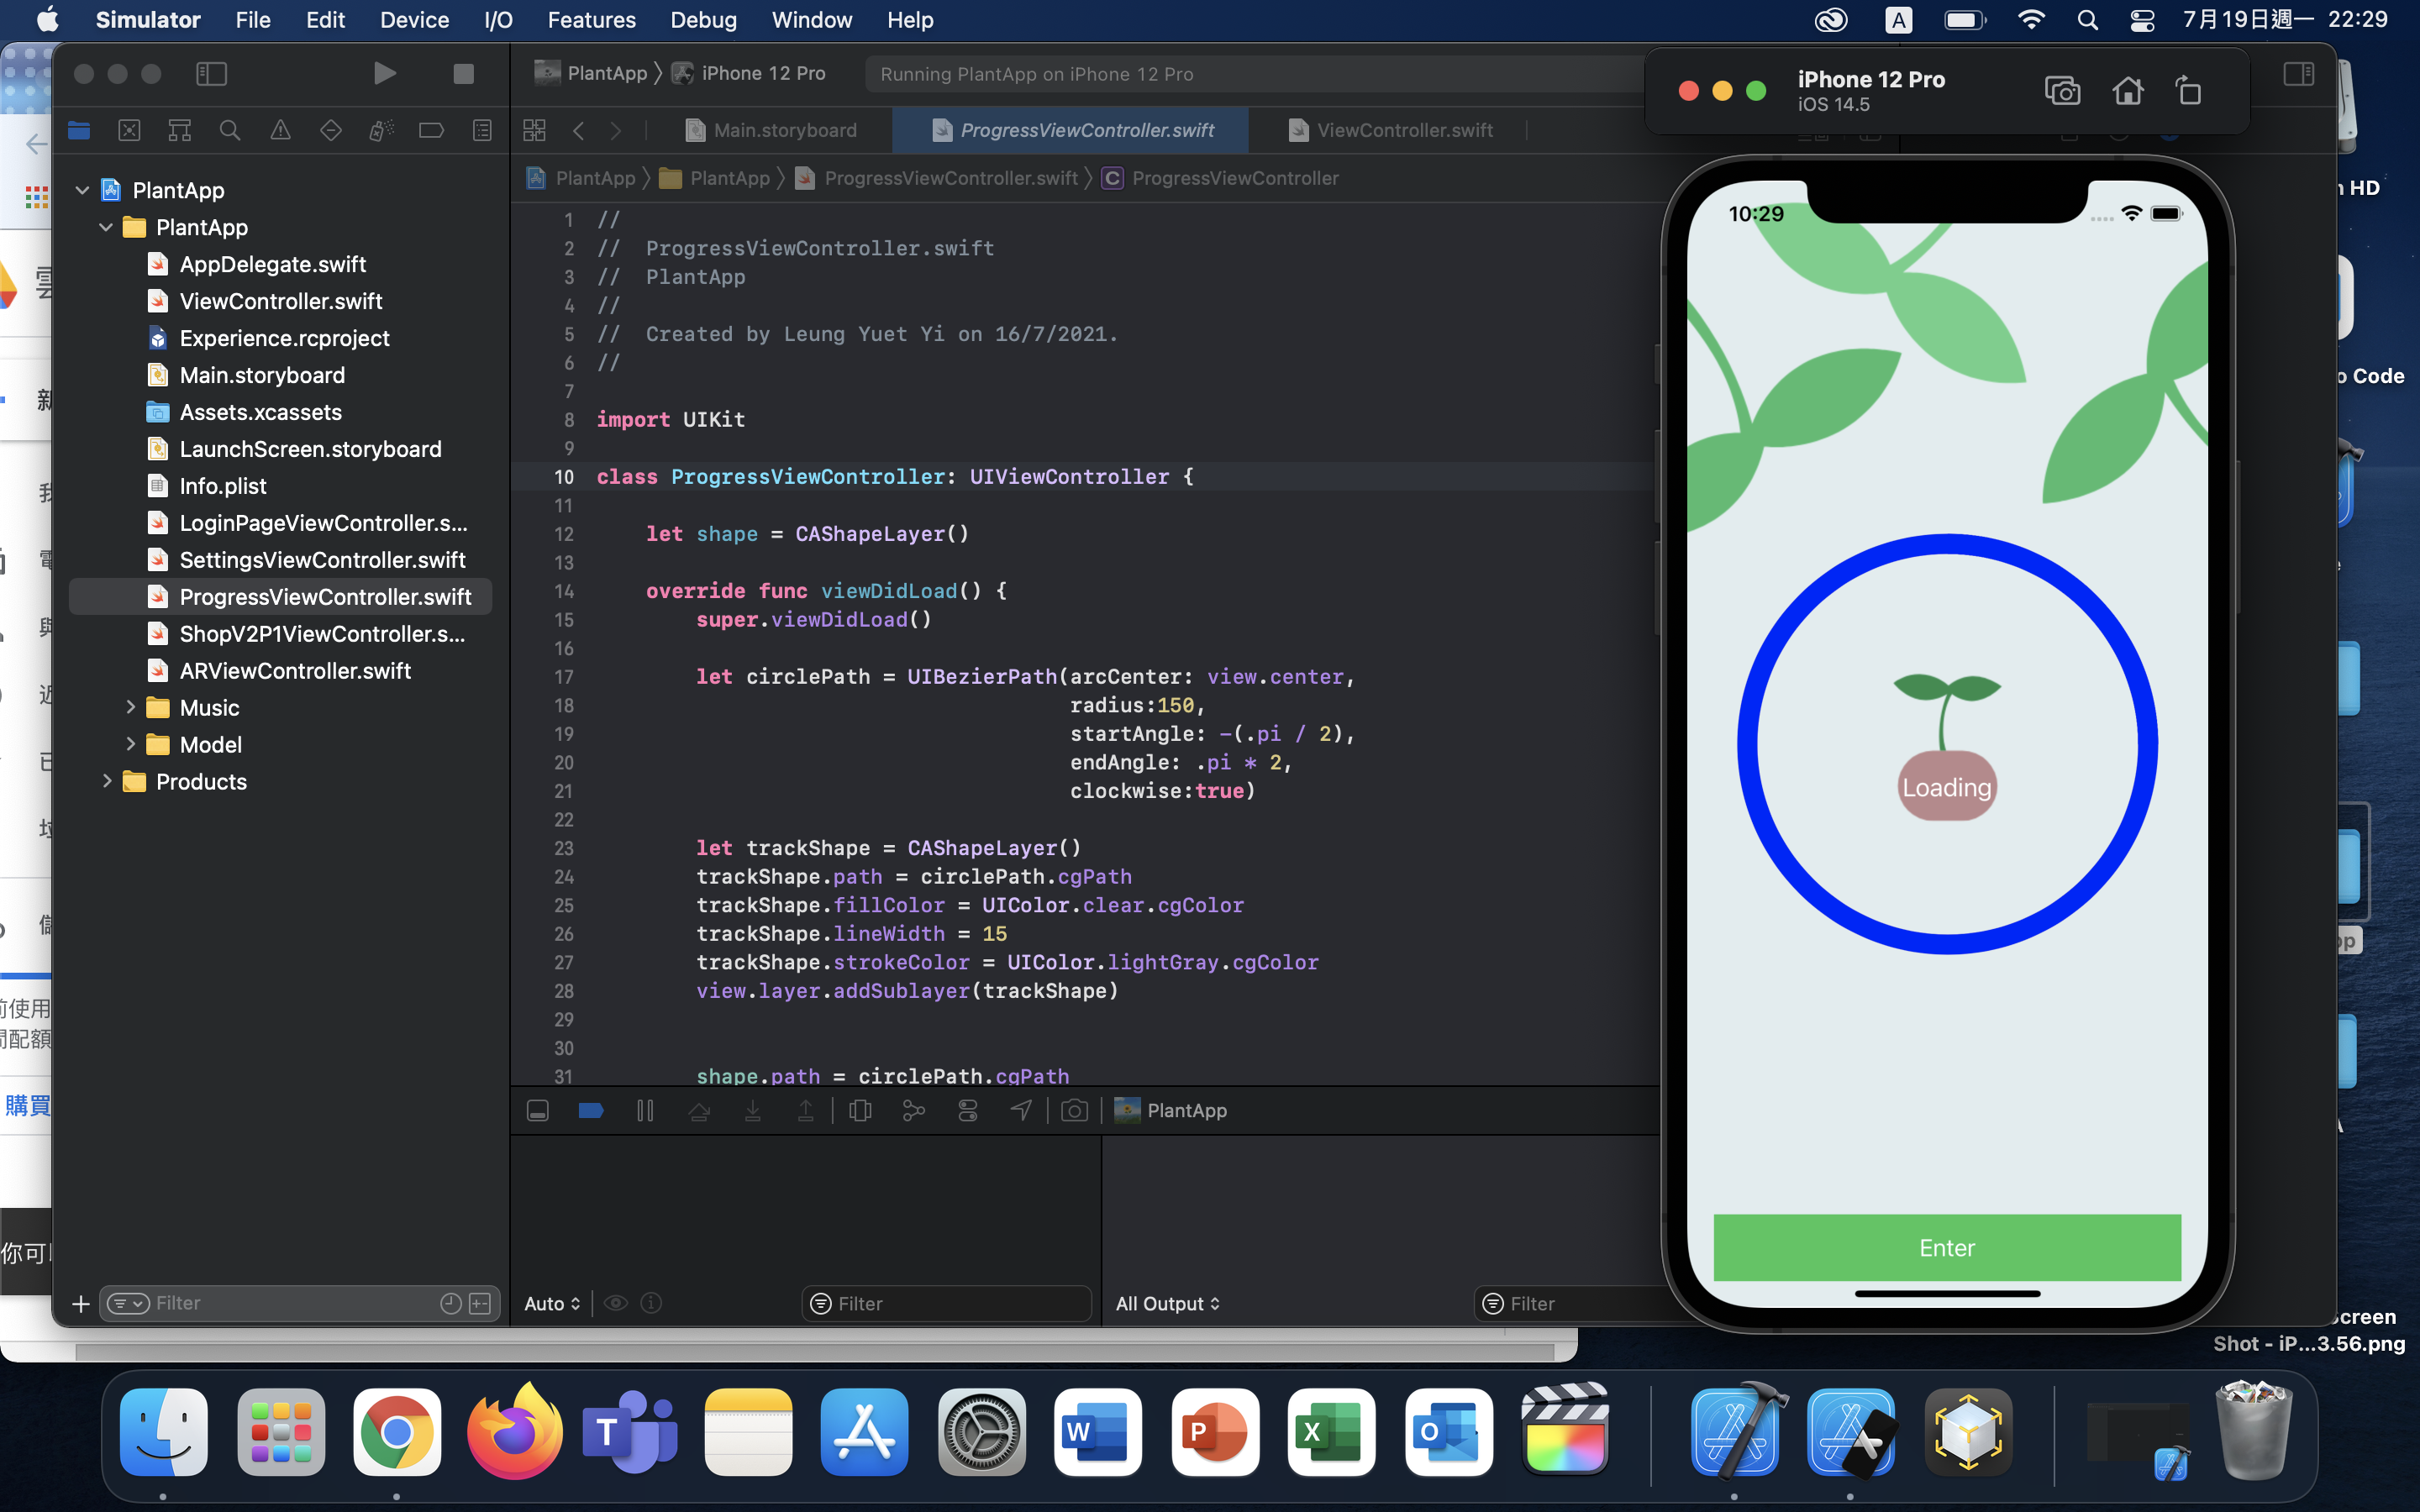 Simulator File Edit Device I/O Features Debug Window Help
A 7月19日週一 22:29
PlantApp iPhone 12 Pro
Running PlantApp on iPhone 12 Pro
iPhone 12 Pro
iOS 14.5
Main.storyboard
ProgressViewController.swift
ViewController.swift
PlantApp PlantApp ProgressViewController.swift C ProgressViewController
PlantApp
PlantApp
AppDelegate.swift
ViewController.swift
Experience.rcproject
Main.storyboard
Assets.xcassets
LaunchScreen.storyboard
Info.plist
LoginPageViewController.s...
SettingsViewController.swift
ProgressViewController.swift
ShopV2P1ViewController.s...
ARViewController.swift
Music
Model
Products
Filter
1 //
2 // ProgressViewController.swift
3 // PlantApp
4 //
5 // Created by Leung Yuet Yi on 16/7/2021.
6 //
7
8 import UIKit
9
10 class ProgressViewController: UIViewController {
11
12 let shape = CAShapeLayer()
13
14 override func viewDidLoad() {
15 super.viewDidLoad()
16
17 let circlePath = UIBezierPath(arcCenter: view.center,
18 radius:150,
19 startAngle: -(.pi / 2),
20 endAngle: .pi * 2,
21 clockwise:true)
22
23 let trackShape = CAShapeLayer()
24 trackShape.path = circlePath.cgPath
25 trackShape.fillColor = UIColor.clear.cgColor
26 trackShape.lineWidth = 15
27 trackShape.strokeColor = UIColor.lightGray.cgColor
28 view.layer.addSublayer(trackShape)
29
30
31 shape.path = circlePath.cgPath
PlantApp
Auto
Filter
All Output
Filter
10:29
Loading
Enter
HD
Code
購買
前使用
間配額
你可
Screen
Shot - iP...3.56.png
T
W
P
X
O